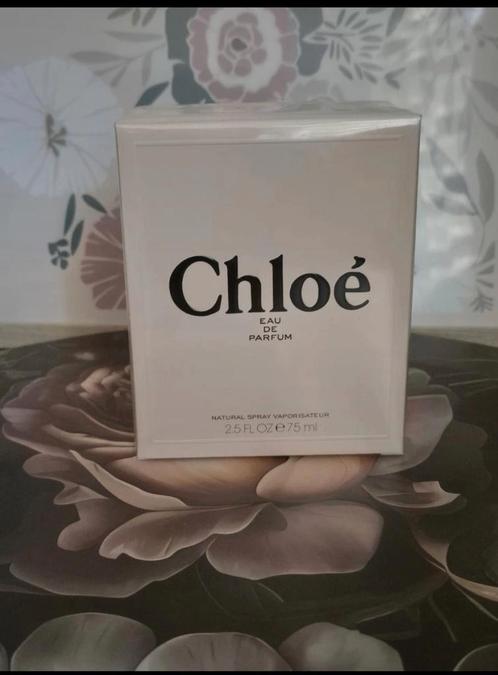 Chloé
EAU
DE
PARFUM
NATURAL SPRAY VAPORISATEUR
2.5 FL OZ ℮ 75 ml